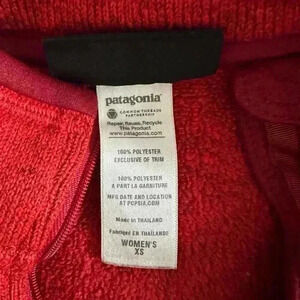 patagonia
COMMON THREADS
PARTNERSHIP
Repair, Reuse, Recycle
This Product
www.patagonia.com
100% POLYESTER
EXCLUSIVE OF TRIM
100% POLYESTER
A PART LA GARNITURE
MFG DATE AND LOCATION
AT PCPSIA.COM
Made in THAILAND
Fabriqué en THAÏLANDE
WOMEN'S
XS